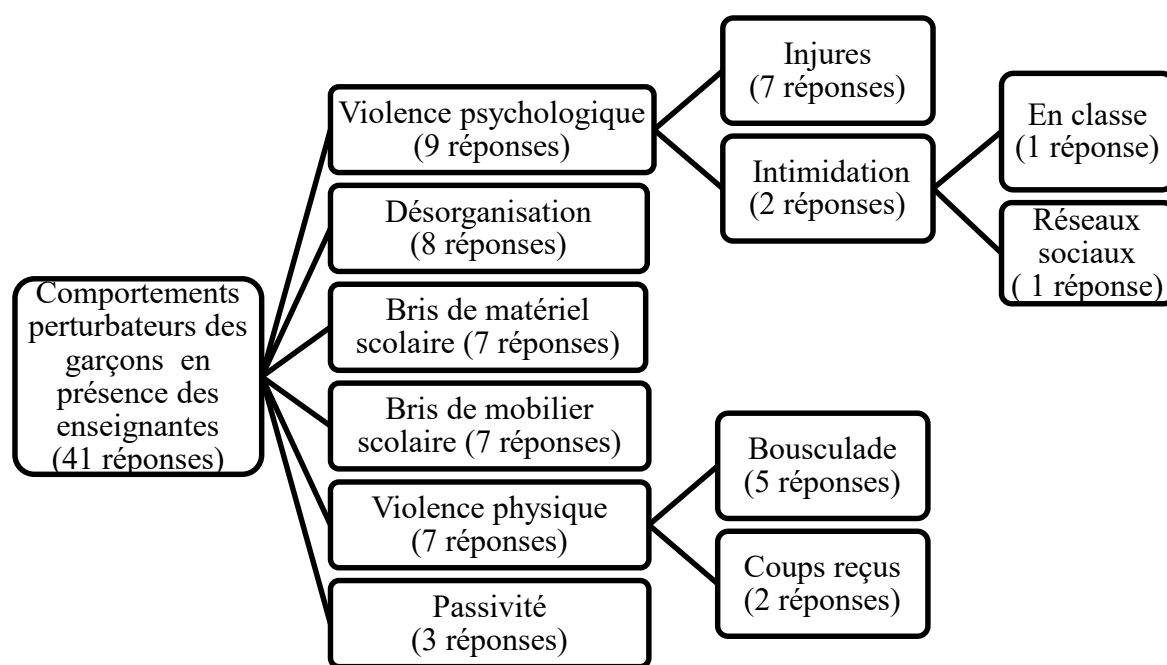 Comportements
perturbateurs des
garçons en
présence des
enseignantes
(41 réponses)
Violence psychologique
(9 réponses)
Injures
(7 réponses)
Intimidation
(2 réponses)
En classe
(1 réponse)
Réseaux
sociaux
( 1 réponse)
Désorganisation
(8 réponses)
Bris de matériel
scolaire (7 réponses)
Bris de mobilier
scolaire (7 réponses)
Violence physique
(7 réponses)
Bousculade
(5 réponses)
Coups reçus
(2 réponses)
Passivité
(3 réponses)